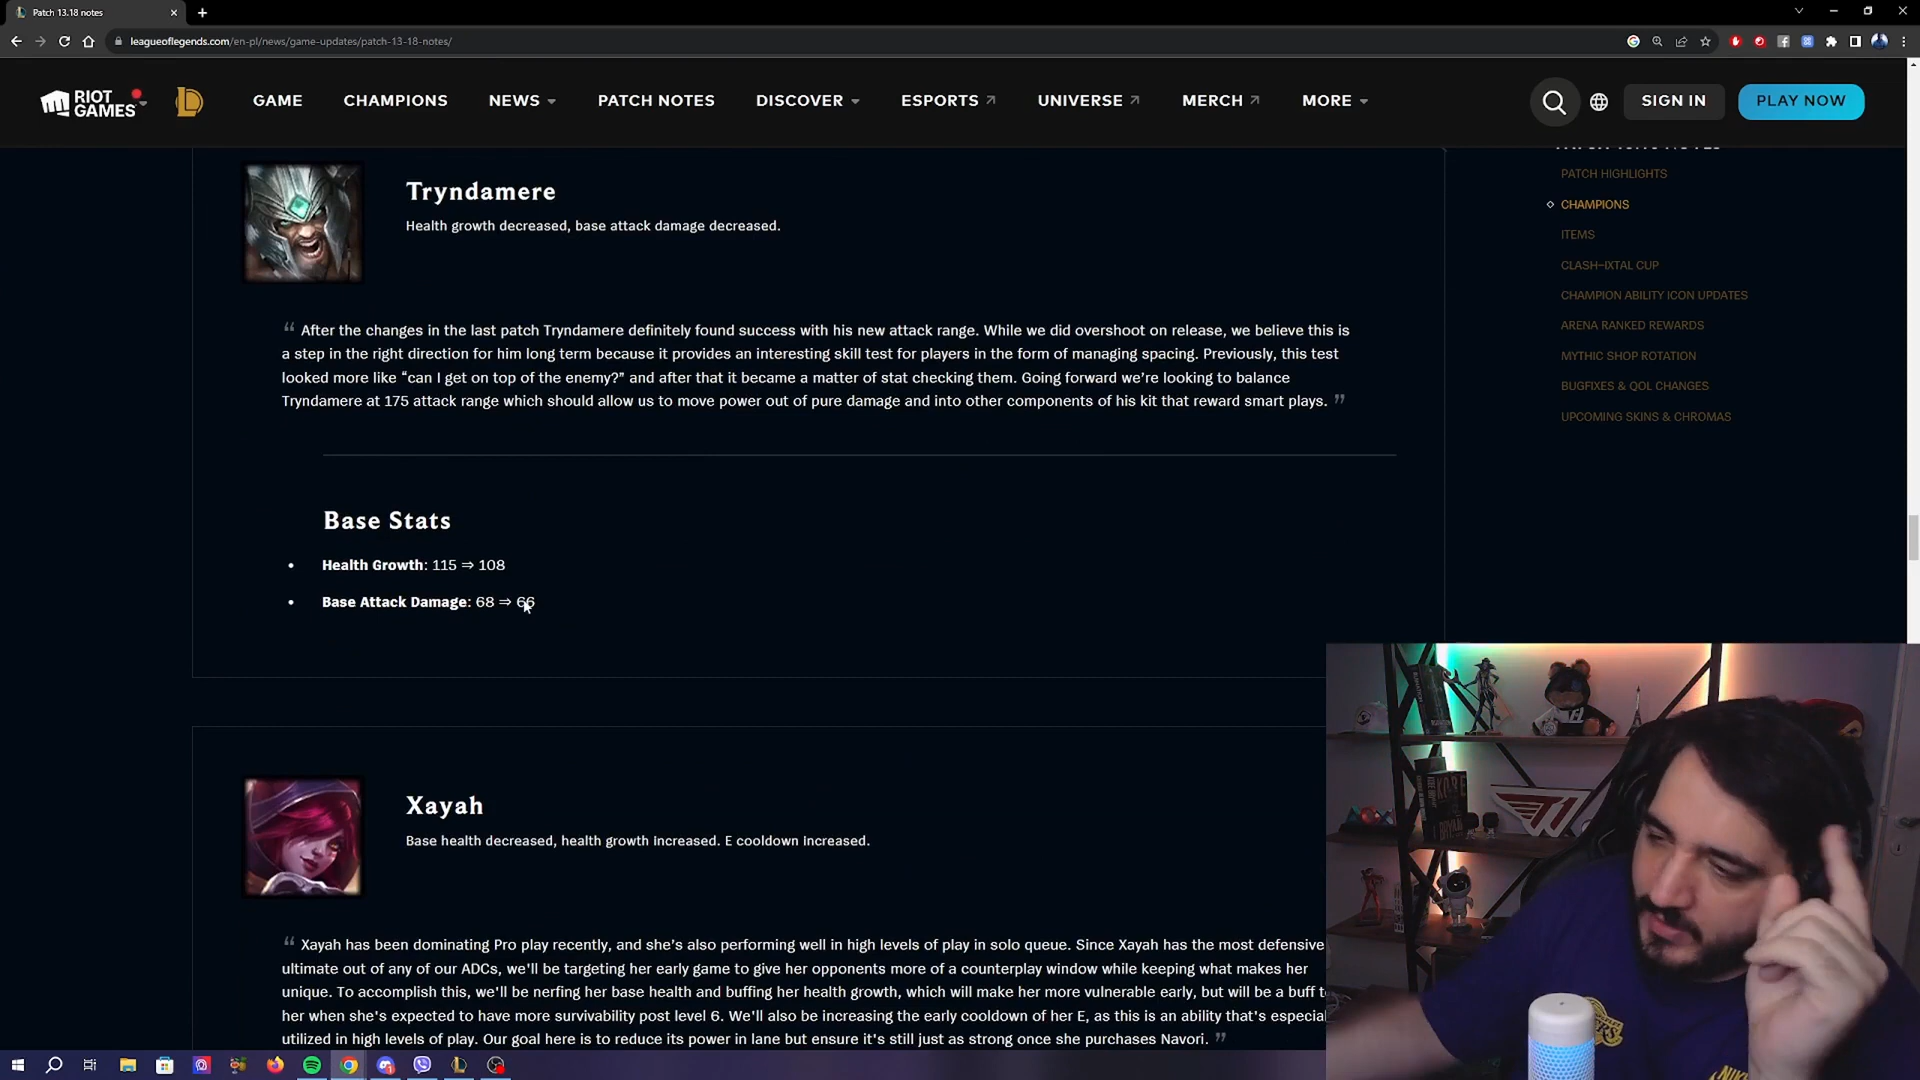 Patch 13.18 notes
leagueoflegends.com/en-pl/news/game-updates/patch-13-18-notes/
RIOT GAMES
GAME
CHAMPIONS
NEWS
PATCH NOTES
DISCOVER
ESPORTS
UNIVERSE
MERCH
MORE
SIGN IN
PLAY NOW
Tryndamere
Health growth decreased, base attack damage decreased.
“ After the changes in the last patch Tryndamere definitely found success with his new attack range. While we did overshoot on release, we believe this is
a step in the right direction for him long term because it provides an interesting skill test for players in the form of managing spacing. Previously, this test
looked more like “can I get on top of the enemy?” and after that it became a matter of stat checking them. Going forward we’re looking to balance
Tryndamere at 175 attack range which should allow us to move power out of pure damage and into other components of his kit that reward smart plays. ”
Base Stats
• Health Growth: 115 ⇒ 108
• Base Attack Damage: 68 ⇒ 66
Xayah
Base health decreased, health growth increased. E cooldown increased.
“ Xayah has been dominating Pro play recently, and she’s also performing well in high levels of play in solo queue. Since Xayah has the most defensive
ultimate out of any of our ADCs, we’ll be targeting her early game to give her opponents more of a counterplay window while keeping what makes her
unique. To accomplish this, we’ll be nerfing her base health and buffing her health growth, which will make her more vulnerable early, but will be a buff t
her when she’s expected to have more survivability post level 6. We’ll also be increasing the early cooldown of her E, as this is an ability that’s especial
utilized in high levels of play. Our goal here is to reduce its power in lane but ensure it’s still just as strong once she purchases Navori. ”
PATCH HIGHLIGHTS
CHAMPIONS
ITEMS
CLASH–IXTAL CUP
CHAMPION ABILITY ICON UPDATES
ARENA RANKED REWARDS
MYTHIC SHOP ROTATION
BUGFIXES & QOL CHANGES
UPCOMING SKINS & CHROMAS
T1